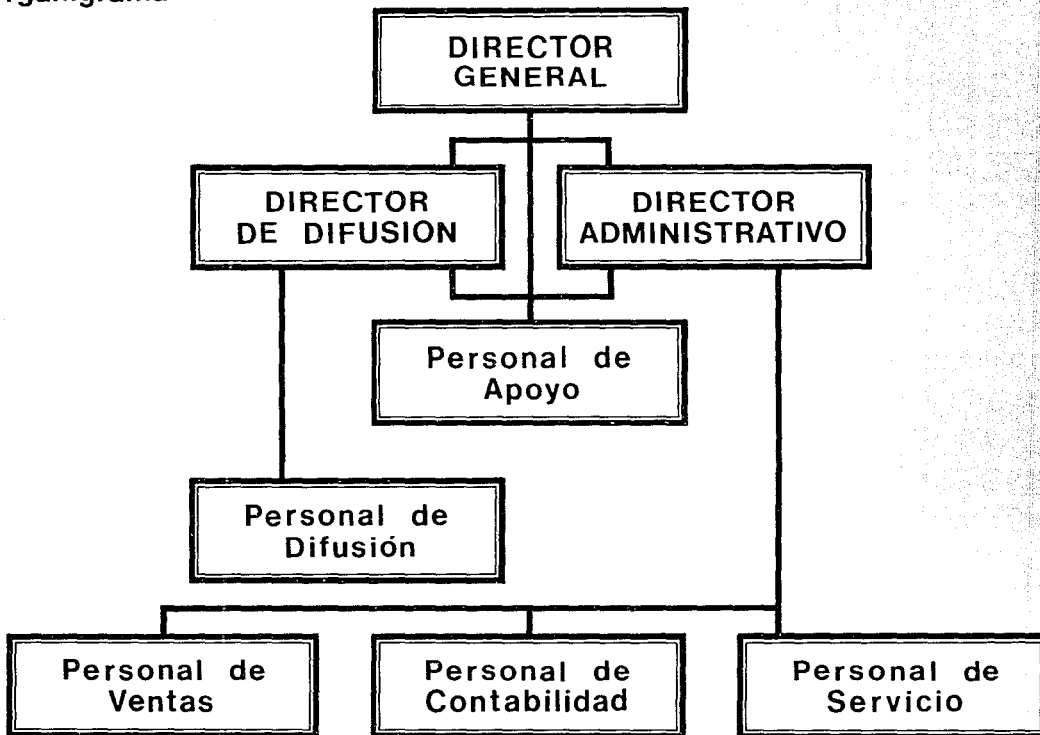 DIRECTOR
GENERAL
DIRECTOR
DE DIFUSION
DIRECTOR
ADMINISTRATIVO
Personal de
Apoyo
Personal de
Difusión
Personal de
Ventas
Personal de
Contabilidad
Personal de
Servicio